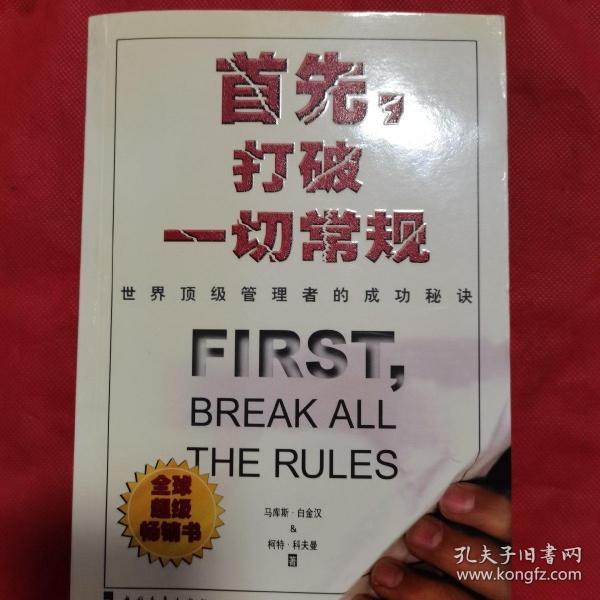 首先，
打破
一切常规
世界顶级管理者的成功秘诀
FIRST,
BREAK ALL
THE RULES
全球
超级
畅销书
马库斯·白金汉
&
柯特·科夫曼
著
孔夫子旧书网
www.kongfz.com